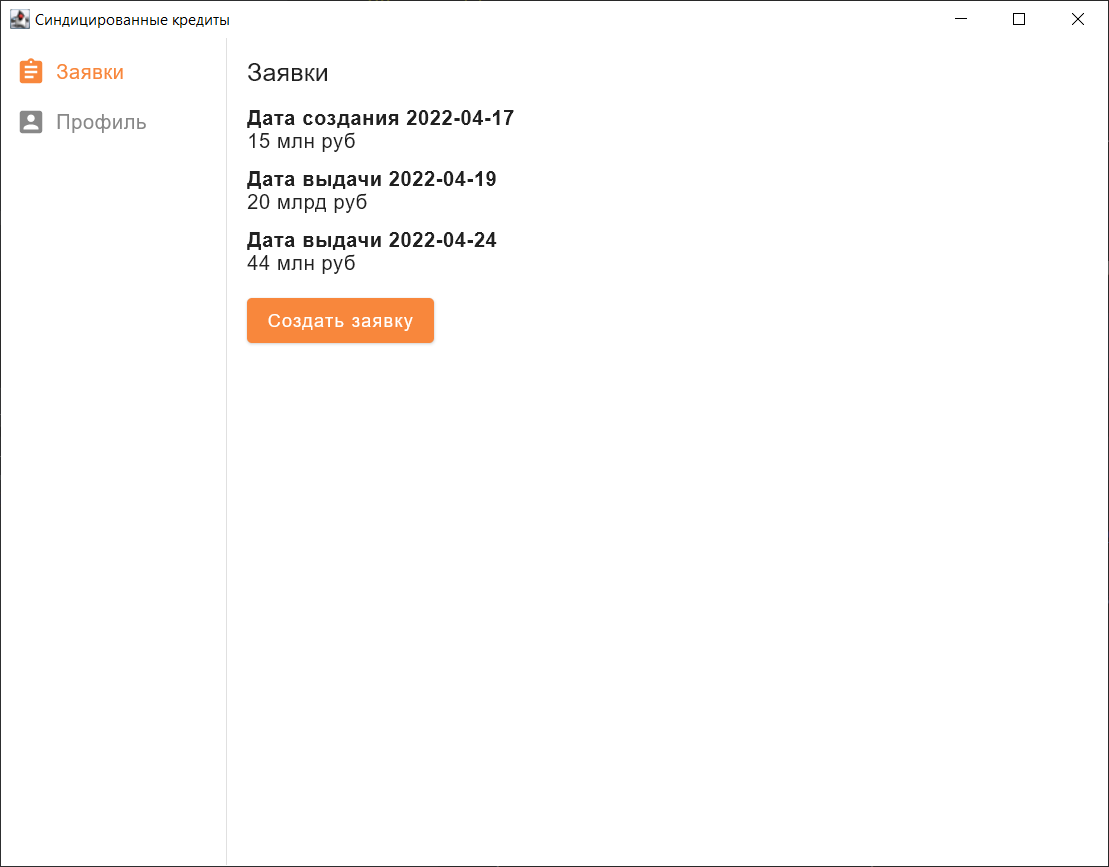 Синдицированные кредиты
Заявки
Профиль
Заявки
Дата создания 2022-04-17
15 млн руб
Дата выдачи 2022-04-19
20 млрд руб
Дата выдачи 2022-04-24
44 млн руб
Создать заявку